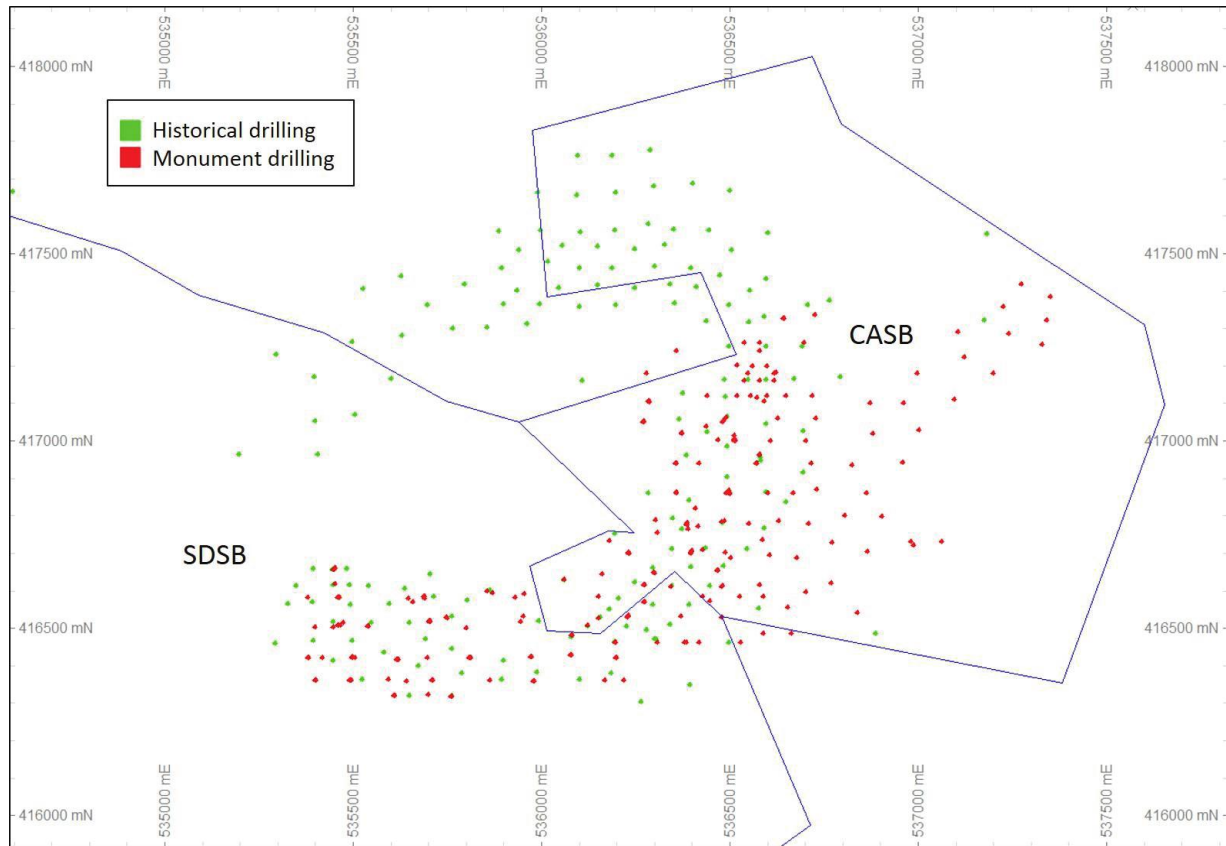 535000 mE
535500 mE
536000 mE
536500 mE
537000 mE
537500 mE
418000 mN
418000 mN
Historical drilling
Monument drilling
417500 mN
417500 mN
CASB
417000 mN
417000 mN
SDSB
416500 mN
416500 mN
416000 mN
416000 mN
535000 mE
535500 mE
536000 mE
536500 mE
537000 mE
537500 mE